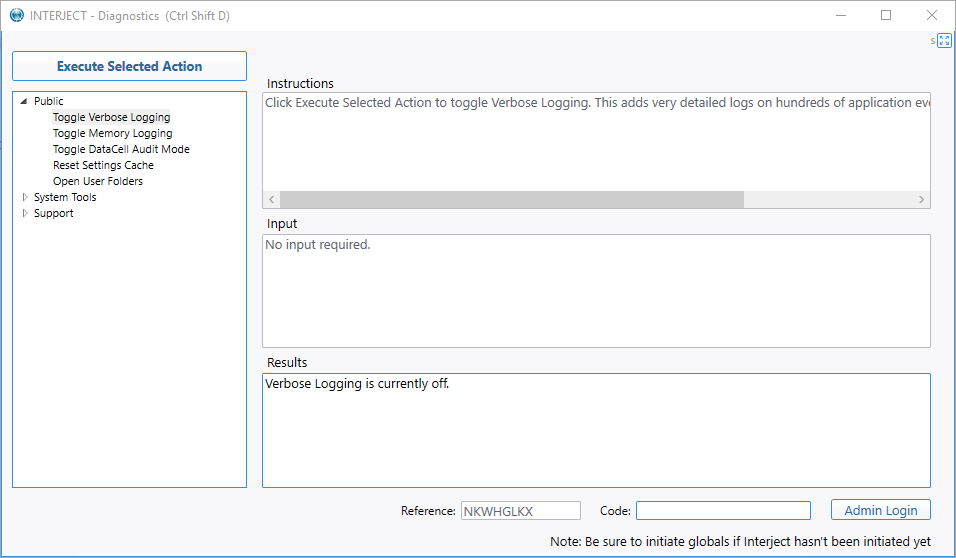 INTERJECT - Diagnostics  (Ctrl Shift D)
s
Execute Selected Action
Public
Toggle Verbose Logging
Toggle Memory Logging
Toggle DataCell Audit Mode
Reset Settings Cache
Open User Folders
System Tools
Support
Instructions
Click Execute Selected Action to toggle Verbose Logging. This adds very detailed logs on hundreds of application eve
Input
No input required.
Results
Verbose Logging is currently off.
Reference: NKWHGLKX Code: Admin Login
Note: Be sure to initiate globals if Interject hasn't been initiated yet